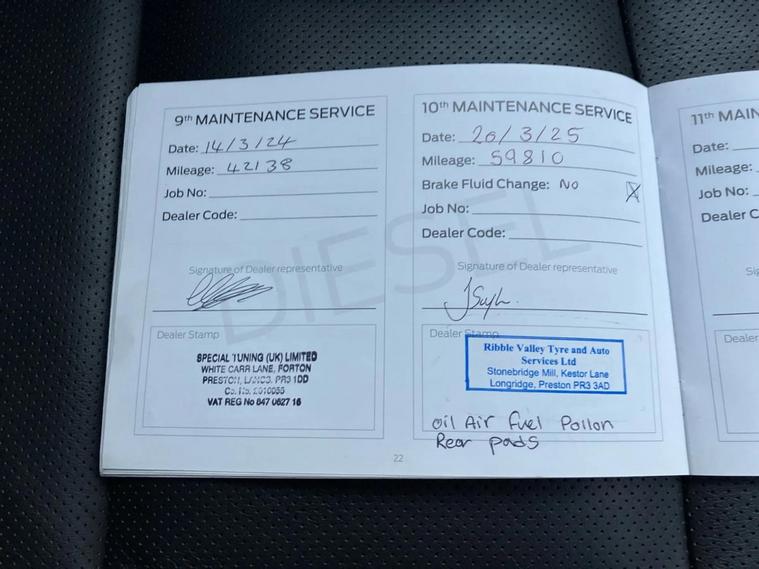 9th MAINTENANCE SERVICE
Date: 14/3/24
Mileage: 42138
Job No:
Dealer Code:
Signature of Dealer representative
Dealer Stamp
SPECIAL TUNING (UK) LIMITED
WHITE CARR LANE, FORTON
PRESTON, LANCS. PR3 1DD
VAT REG No 847 0627 16
10th MAINTENANCE SERVICE
Date: 20/3/25
Mileage: 59810
Brake Fluid Change: No
Job No:
Dealer Code:
Signature of Dealer representative
Dealer Stamp
Ribble Valley Tyre and Auto
Services Ltd
Stonebridge Mill, Kestor Lane
Longridge, Preston PR3 3AD
Oil Air Fuel Pollon
Rear pads
22
DIESEL
11th MAIN
Date:
Mileage:
Job No:
Dealer C
Sig
Dealer